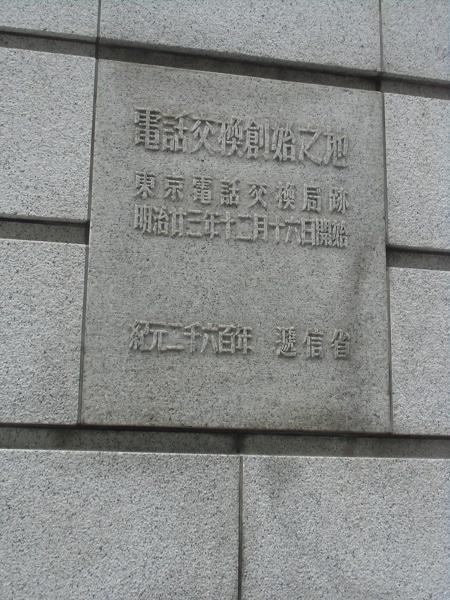 電話交換創始之地
東京電話交換局跡
明治廿三年十二月十六日開始
紀元二千六百年 遞信省